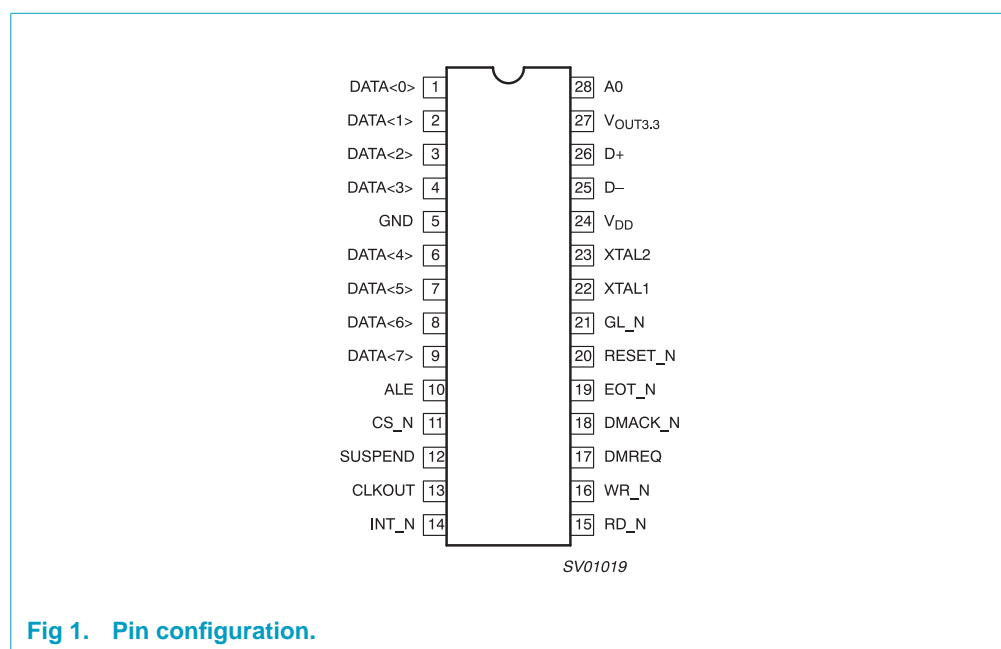 DATA<0> 1 28 A0
DATA<1> 2 27 VOUT3.3
DATA<2> 3 26 D+
DATA<3> 4 25 D–
GND 5 24 VDD
DATA<4> 6 23 XTAL2
DATA<5> 7 22 XTAL1
DATA<6> 8 21 GL_N
DATA<7> 9 20 RESET_N
ALE 10 19 EOT_N
CS_N 11 18 DMACK_N
SUSPEND 12 17 DMREQ
CLKOUT 13 16 WR_N
INT_N 14 15 RD_N
SV01019
Fig 1. Pin configuration.